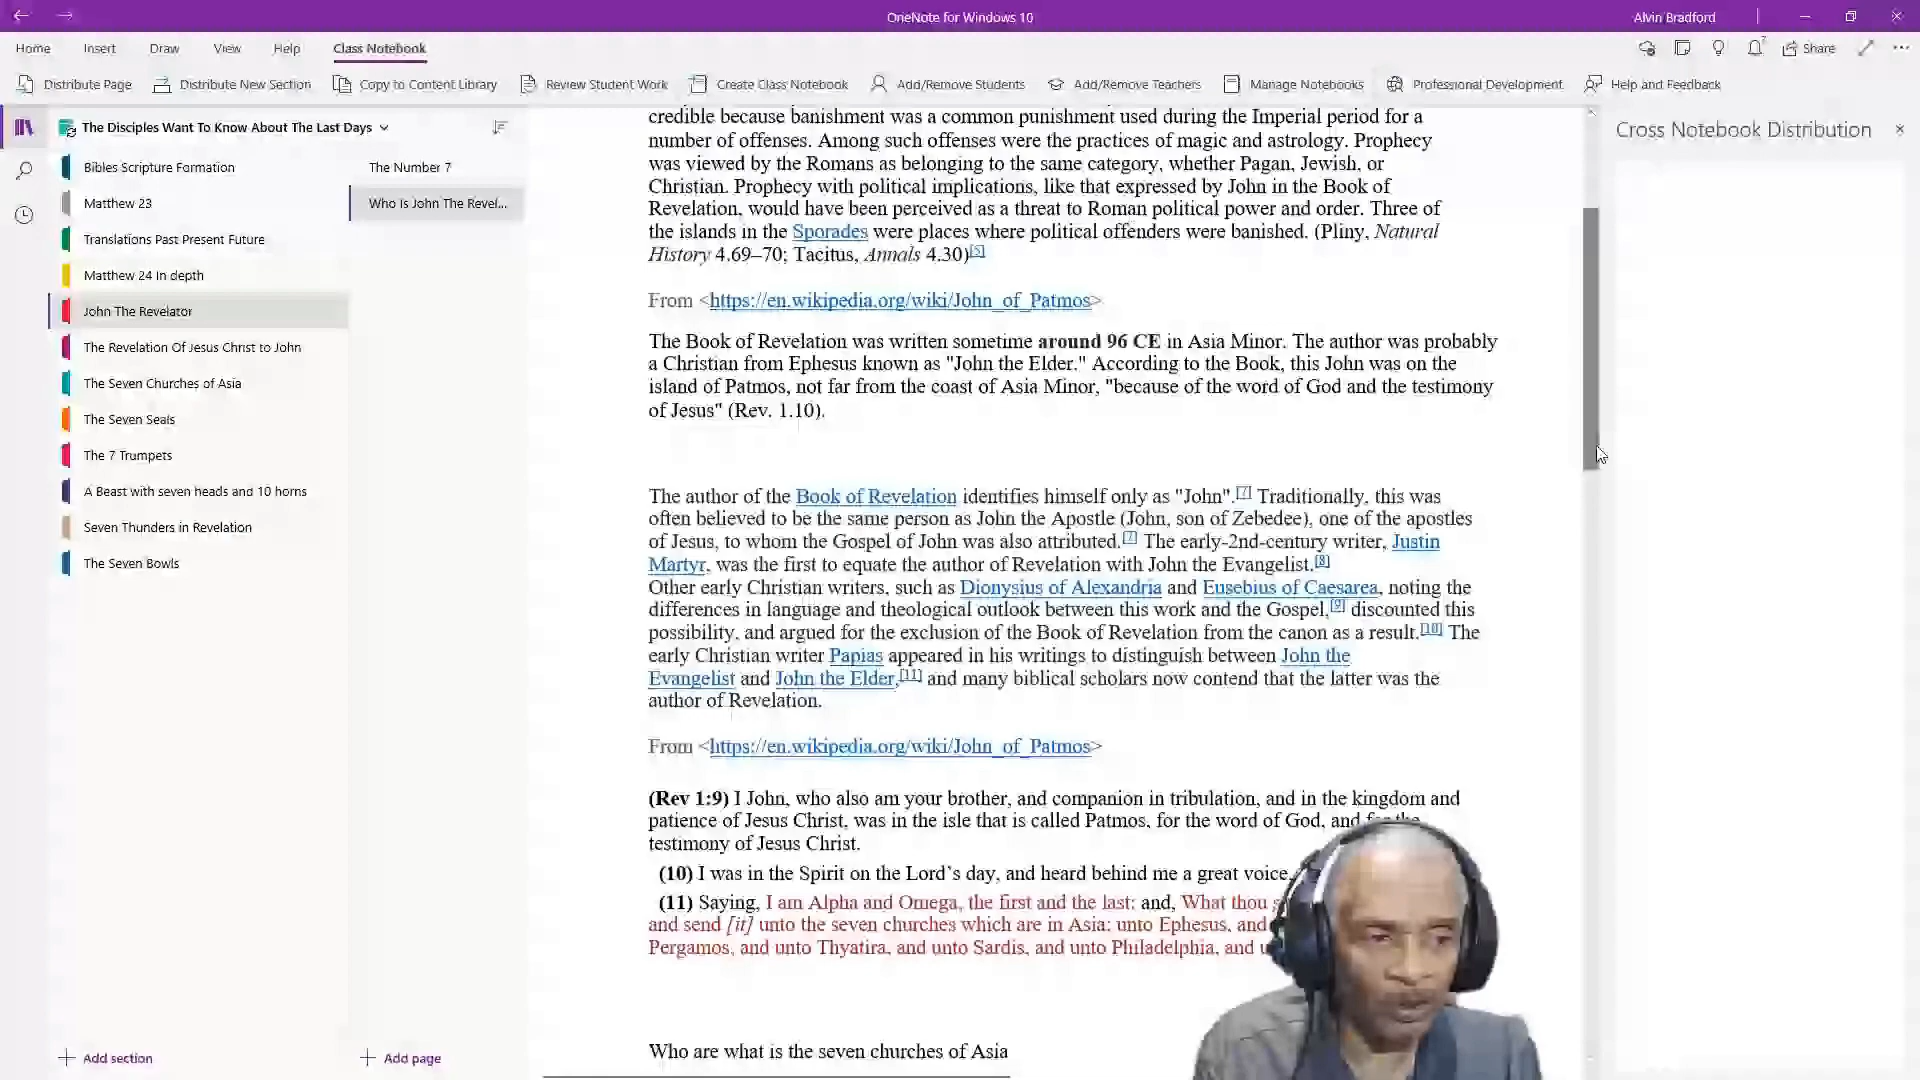 OneNote for Windows 10
Alvin Bradford
Home
Insert
Draw
View
Help
Class Notebook
Share
Distribute Page
Distribute New Section
Copy to Content Library
Review Student Work
Create Class Notebook
Add/Remove Students
Add/Remove Teachers
Manage Notebooks
Professional Development
Help and Feedback
The Disciples Want To Know About The Last Days
Bibles Scripture Formation
Matthew 23
Translations Past Present Future
Matthew 24 In depth
John The Revelator
The Revelation Of Jesus Christ to John
The Seven Churches of Asia
The Seven Seals
The 7 Trumpets
A Beast with seven heads and 10 horns
Seven Thunders in Revelation
The Seven Bowls
Add section
The Number 7
Who Is John The Revel...
Add page
credible because banishment was a common punishment used during the Imperial period for a
number of offenses. Among such offenses were the practices of magic and astrology. Prophecy
was viewed by the Romans as belonging to the same category, whether Pagan, Jewish, or
Christian. Prophecy with political implications, like that expressed by John in the Book of
Revelation, would have been perceived as a threat to Roman political power and order. Three of
the islands in the Sporades were places where political offenders were banished. (Pliny, Natural
History 4.69–70; Tacitus, Annals 4.30)[5]
From <https://en.wikipedia.org/wiki/John_of_Patmos>
The Book of Revelation was written sometime around 96 CE in Asia Minor. The author was probably
a Christian from Ephesus known as "John the Elder." According to the Book, this John was on the
island of Patmos, not far from the coast of Asia Minor, "because of the word of God and the testimony
of Jesus" (Rev. 1.10).
The author of the Book of Revelation identifies himself only as "John".[7] Traditionally, this was
often believed to be the same person as John the Apostle (John, son of Zebedee), one of the apostles
of Jesus, to whom the Gospel of John was also attributed.[7] The early-2nd-century writer, Justin
Martyr, was the first to equate the author of Revelation with John the Evangelist.[8]
Other early Christian writers, such as Dionysius of Alexandria and Eusebius of Caesarea, noting the
differences in language and theological outlook between this work and the Gospel,[9] discounted this
possibility, and argued for the exclusion of the Book of Revelation from the canon as a result.[10] The
early Christian writer Papias appeared in his writings to distinguish between John the
Evangelist and John the Elder,[11] and many biblical scholars now contend that the latter was the
author of Revelation.
From <https://en.wikipedia.org/wiki/John_of_Patmos>
(Rev 1:9) I John, who also am your brother, and companion in tribulation, and in the kingdom and
patience of Jesus Christ, was in the isle that is called Patmos, for the word of God, and for the
testimony of Jesus Christ.
(10) I was in the Spirit on the Lord's day, and heard behind me a great voice,
(11) Saying, I am Alpha and Omega, the first and the last: and, What thou
and send [it] unto the seven churches which are in Asia; unto Ephesus, and
Pergamos, and unto Thyatira, and unto Sardis, and unto Philadelphia, and
Who are what is the seven churches of Asia
Cross Notebook Distribution